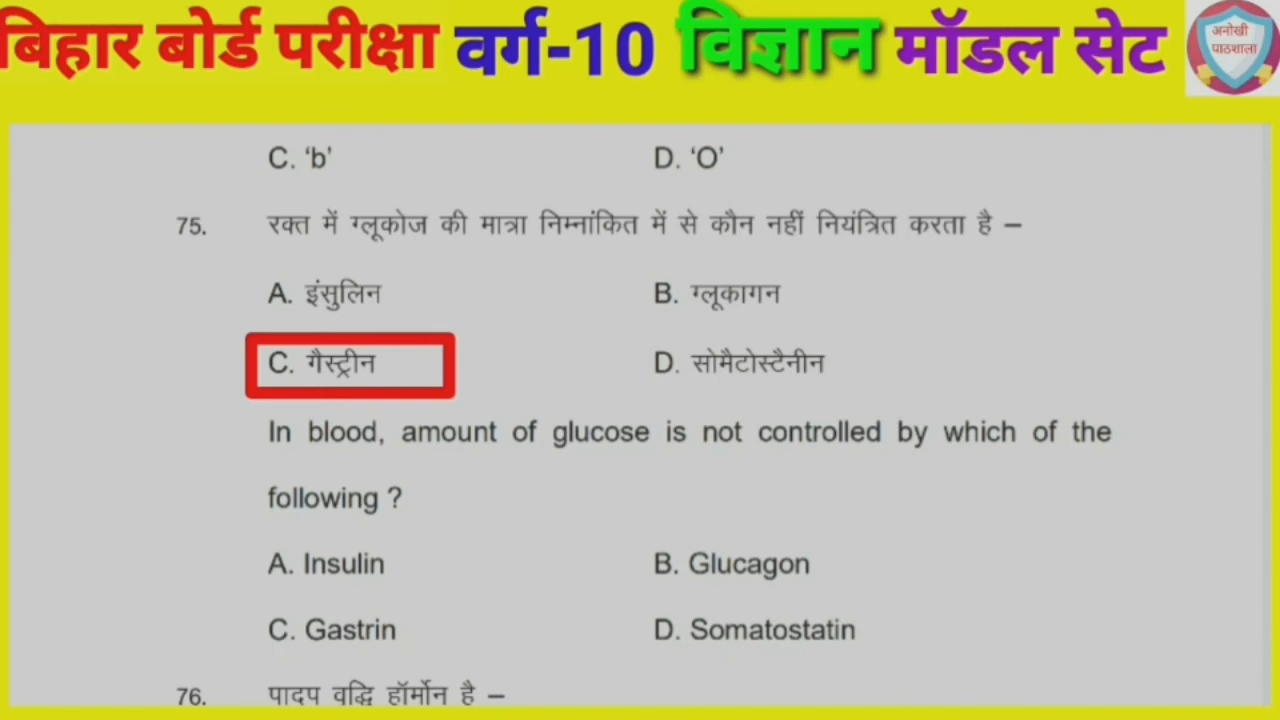 बिहार बोर्ड परीक्षा वर्ग-10 विज्ञान मॉडल सेट
अनोखी
पाठशाला
C. ‘b’ D. ‘O’
75. रक्त में ग्लूकोज की मात्रा निम्नांकित में से कौन नहीं नियंत्रित करता है –
A. इंसुलिन B. ग्लूकागन
C. गैस्ट्रीन D. सोमैटोस्टैनीन
In blood, amount of glucose is not controlled by which of the
following ?
A. Insulin B. Glucagon
C. Gastrin D. Somatostatin
76. पादप वृद्धि हॉर्मोन है –